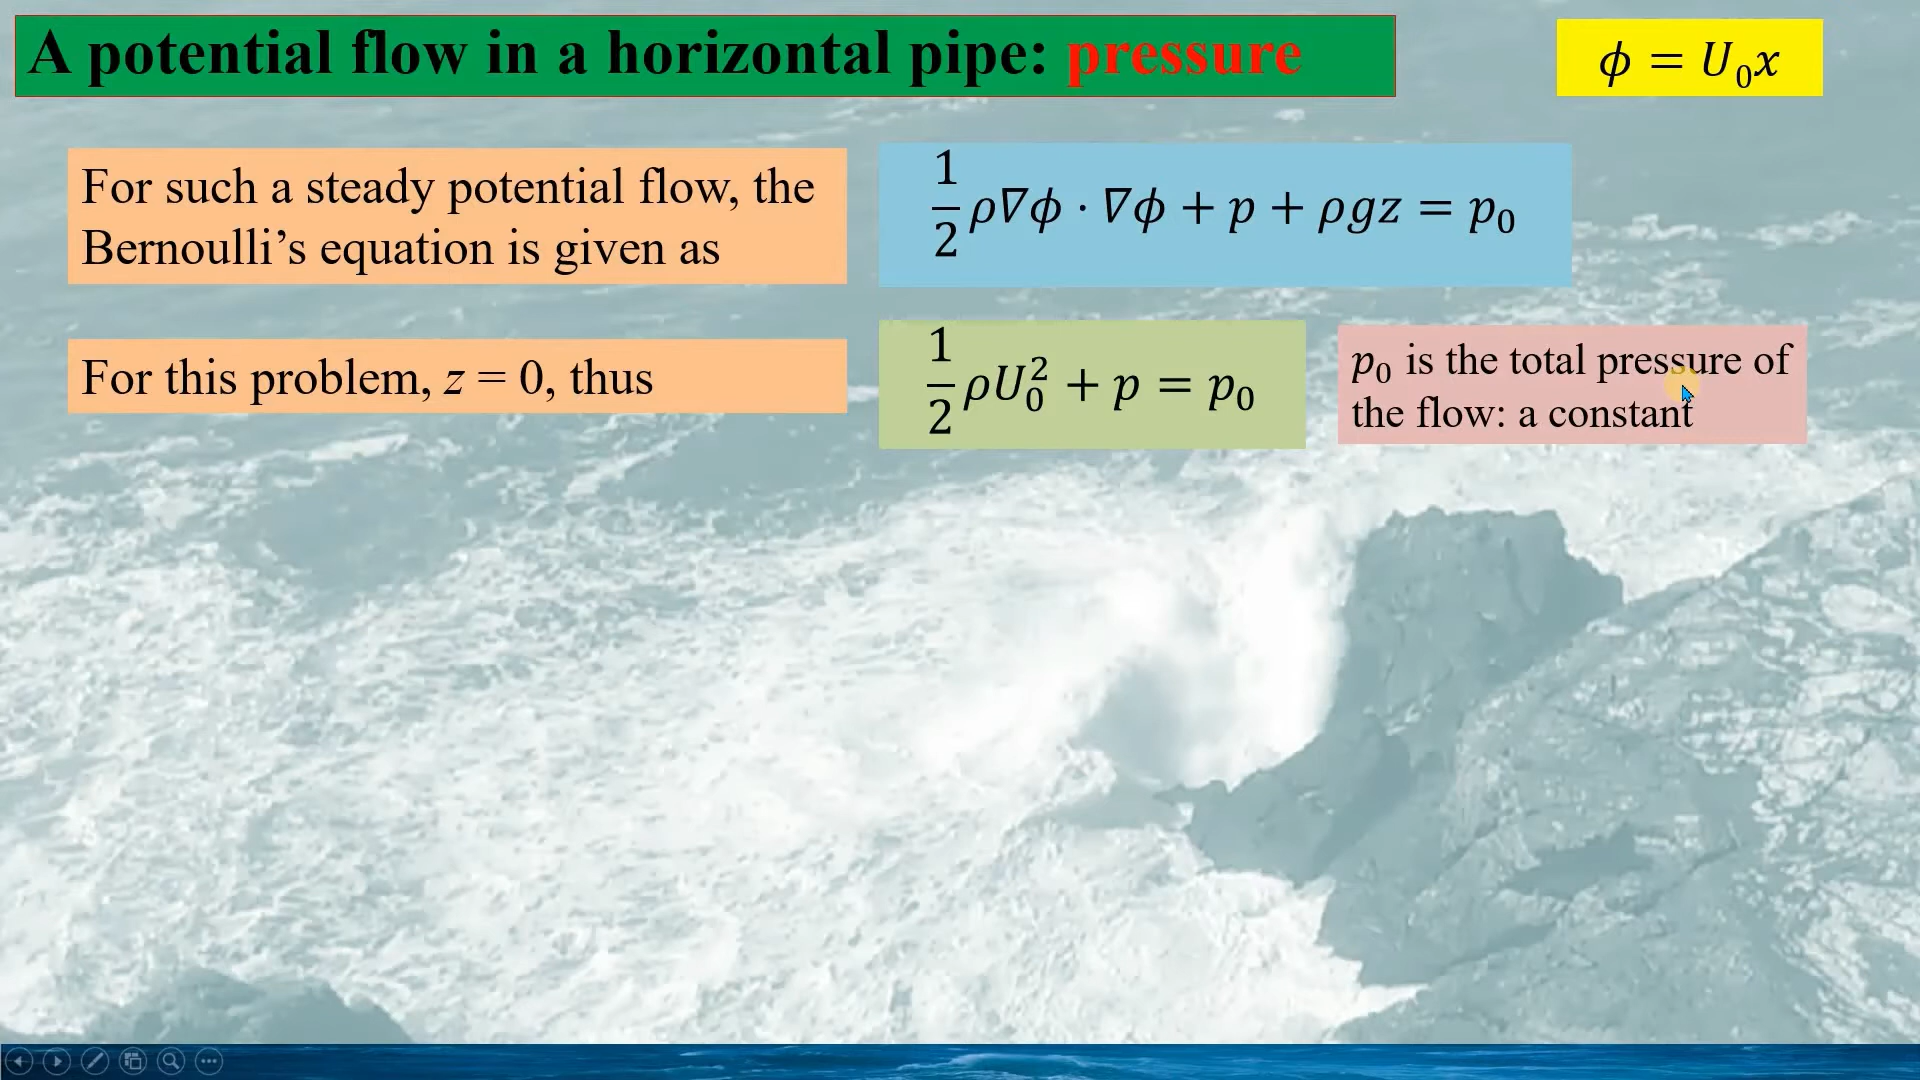 A potential flow in a horizontal pipe: pressure
ϕ = U₀x
For such a steady potential flow, the
Bernoulli’s equation is given as
1/2 ρ∇ϕ · ∇ϕ + p + ρgz = p₀
For this problem, z = 0, thus
1/2 ρU₀² + p = p₀
p₀ is the total pressure of
the flow: a constant